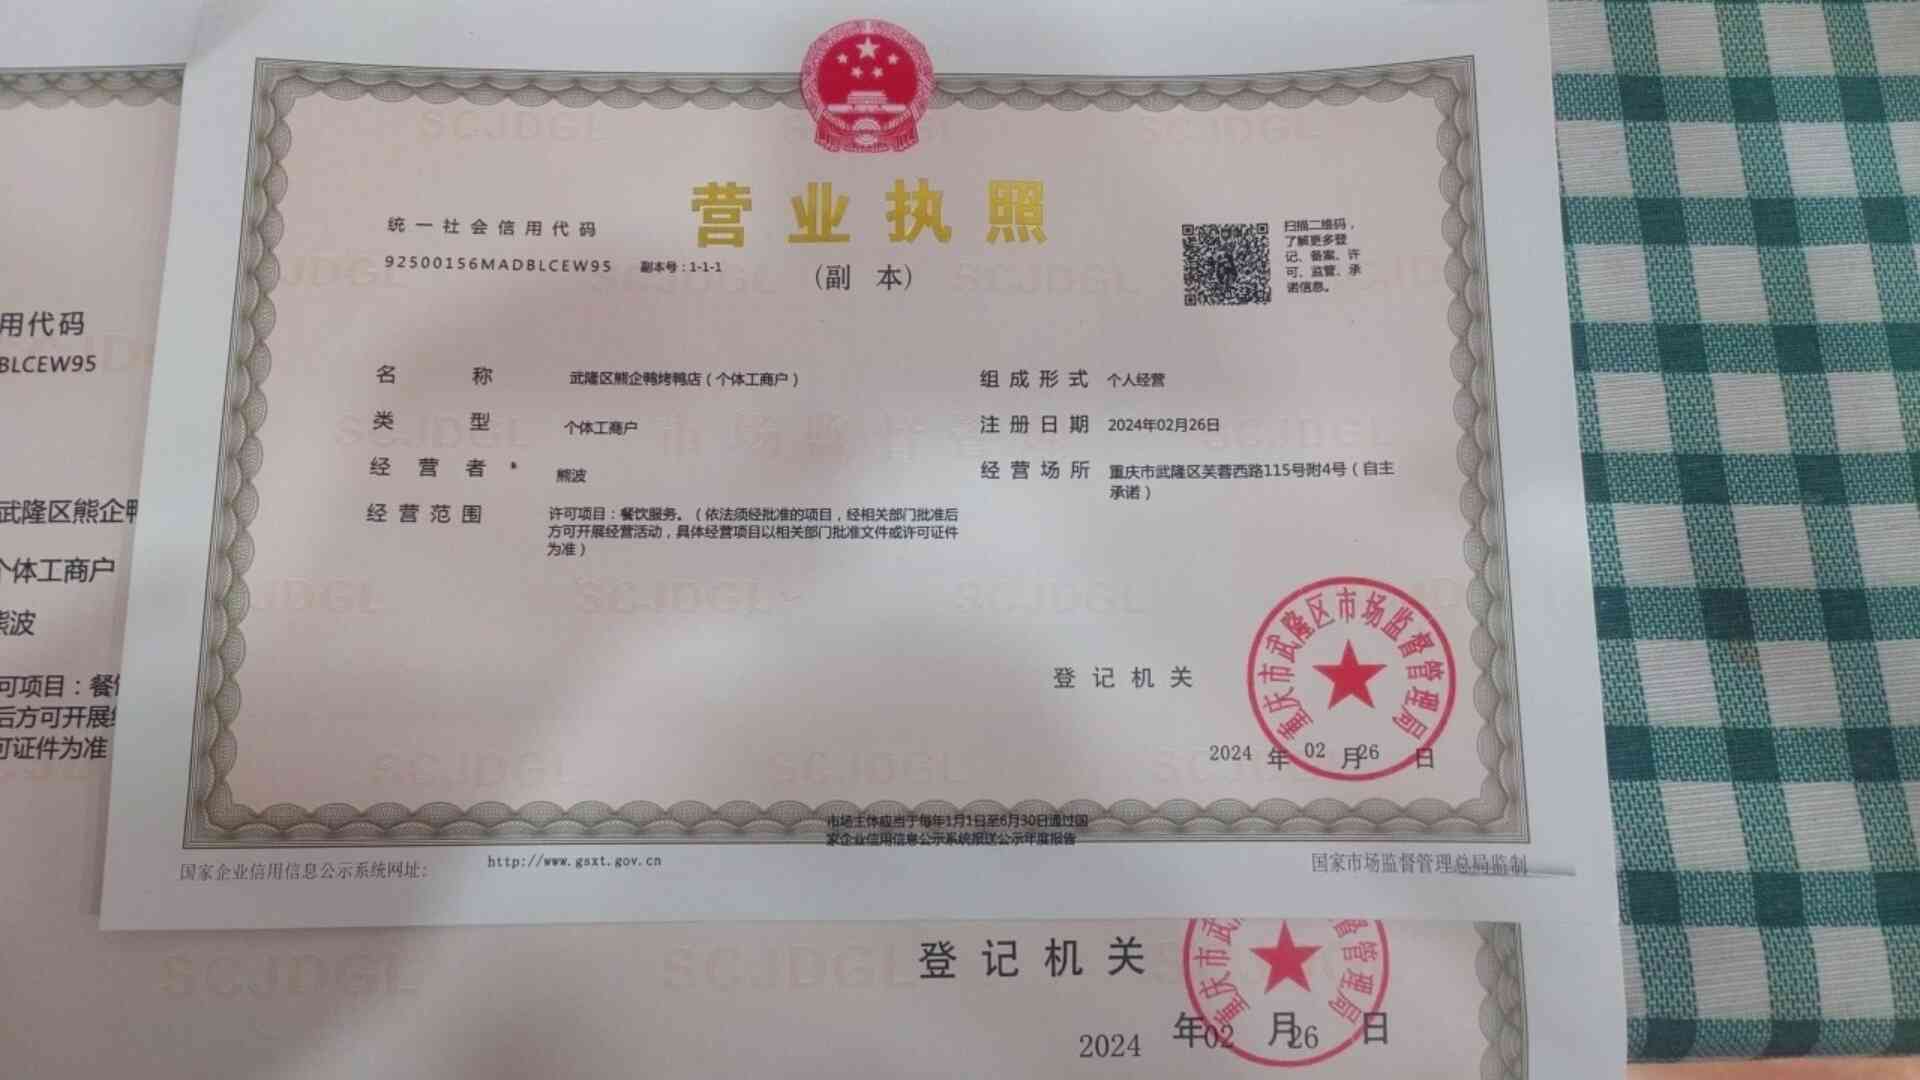 营业执照
（副 本）
统一社会信用代码
92500156MADBLCEW95
副本号：1-1-1
扫描二维码，
了解更多登
记、备案、许
可、监管、承
诺信息。
名 称 武隆区熊企鸭烤鸭店（个体工商户）
类 型 个体工商户
经 营 者 熊波
经 营 范 围 许可项目：餐饮服务。（依法须经批准的项目，经相关部门批准后
方可开展经营活动，具体经营项目以相关部门批准文件或许可证件
为准）
组 成 形 式 个人经营
注 册 日 期 2024年02月26日
经 营 场 所 重庆市武隆区芙蓉西路115号附4号（自主
承诺）
登 记 机 关
重庆市武隆区市场监督管理局
2024 年 02 月 26 日
市场主体应当于每年1月1日至6月30日通过国
家企业信用信息公示系统报送公示年度报告
国家企业信用信息公示系统网址：
http://www.gsxt.gov.cn
国家市场监督管理总局监制
用代码
BLCEW95
武隆区熊企鸭
个体工商户
熊波
可项目：餐饮
后方可开展经
可证件为准
登 记 机 关
重庆市武
督管理局
2024 年 02 月 26 日
SCJDGL